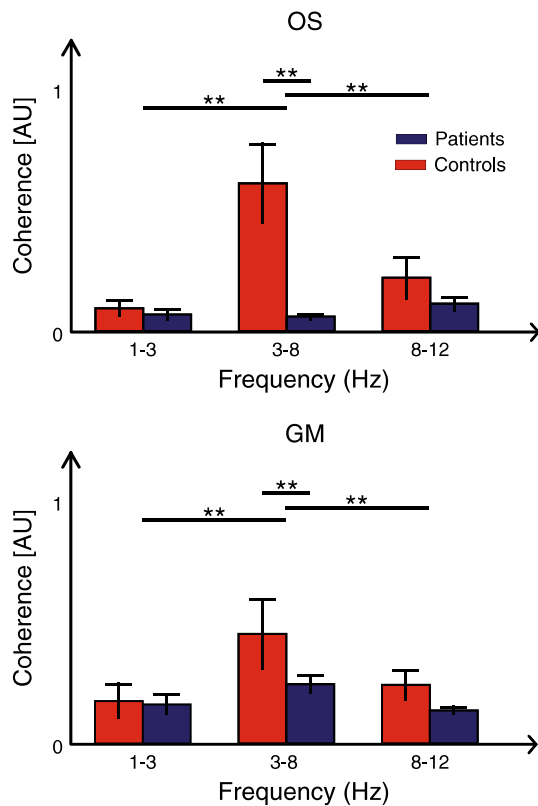 OS
Coherence [AU]
1
0
**
**
**
Patients
Controls
1-3
3-8
8-12
Frequency (Hz)
GM
Coherence [AU]
1
0
**
**
**
1-3
3-8
8-12
Frequency (Hz)